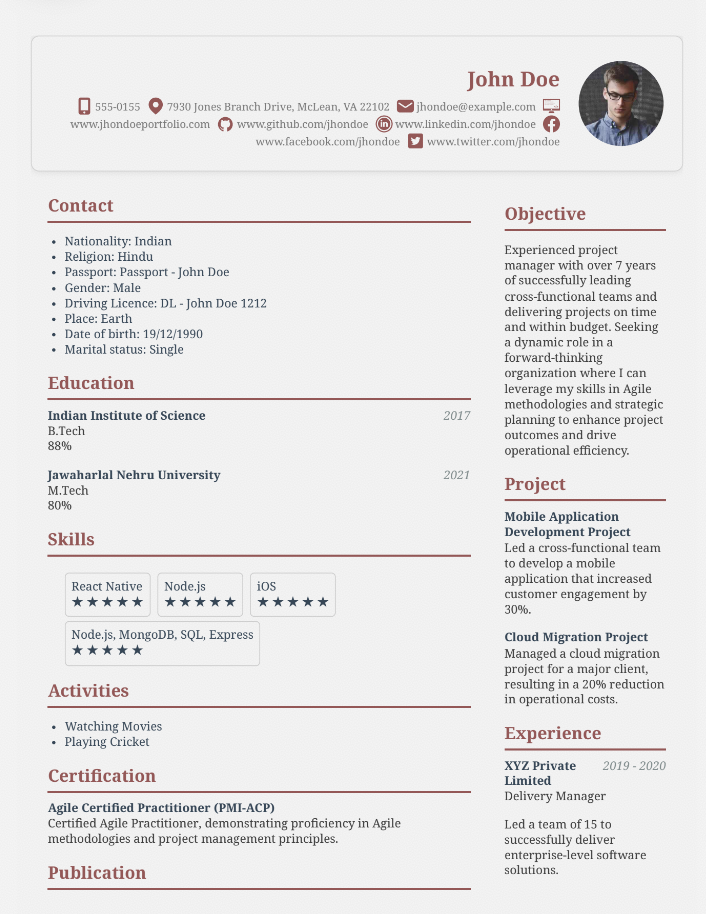 John Doe
555-0155 7930 Jones Branch Drive, McLean, VA 22102 jhondoe@example.com
www.jhondoeportfolio.com www.github.com/jhondoe www.linkedin.com/jhondoe
www.facebook.com/jhondoe www.twitter.com/jhondoe
Contact
• Nationality: Indian
• Religion: Hindu
• Passport: Passport - John Doe
• Gender: Male
• Driving Licence: DL - John Doe 1212
• Place: Earth
• Date of birth: 19/12/1990
• Marital status: Single
Education
Indian Institute of Science 2017
B.Tech
88%
Jawaharlal Nehru University 2021
M.Tech
80%
Skills
React Native Node.js iOS
★★★★★ ★★★★★ ★★★★★
Node.js, MongoDB, SQL, Express
★★★★★
Activities
• Watching Movies
• Playing Cricket
Certification
Agile Certified Practitioner (PMI-ACP)
Certified Agile Practitioner, demonstrating proficiency in Agile
methodologies and project management principles.
Publication
Objective
Experienced project
manager with over 7 years
of successfully leading
cross-functional teams and
delivering projects on time
and within budget. Seeking
a dynamic role in a
forward-thinking
organization where I can
leverage my skills in Agile
methodologies and strategic
planning to enhance project
outcomes and drive
operational efficiency.
Project
Mobile Application
Development Project
Led a cross-functional team
to develop a mobile
application that increased
customer engagement by
30%.
Cloud Migration Project
Managed a cloud migration
project for a major client,
resulting in a 20% reduction
in operational costs.
Experience
XYZ Private 2019 - 2020
Limited
Delivery Manager
Led a team of 15 to
successfully deliver
enterprise-level software
solutions.